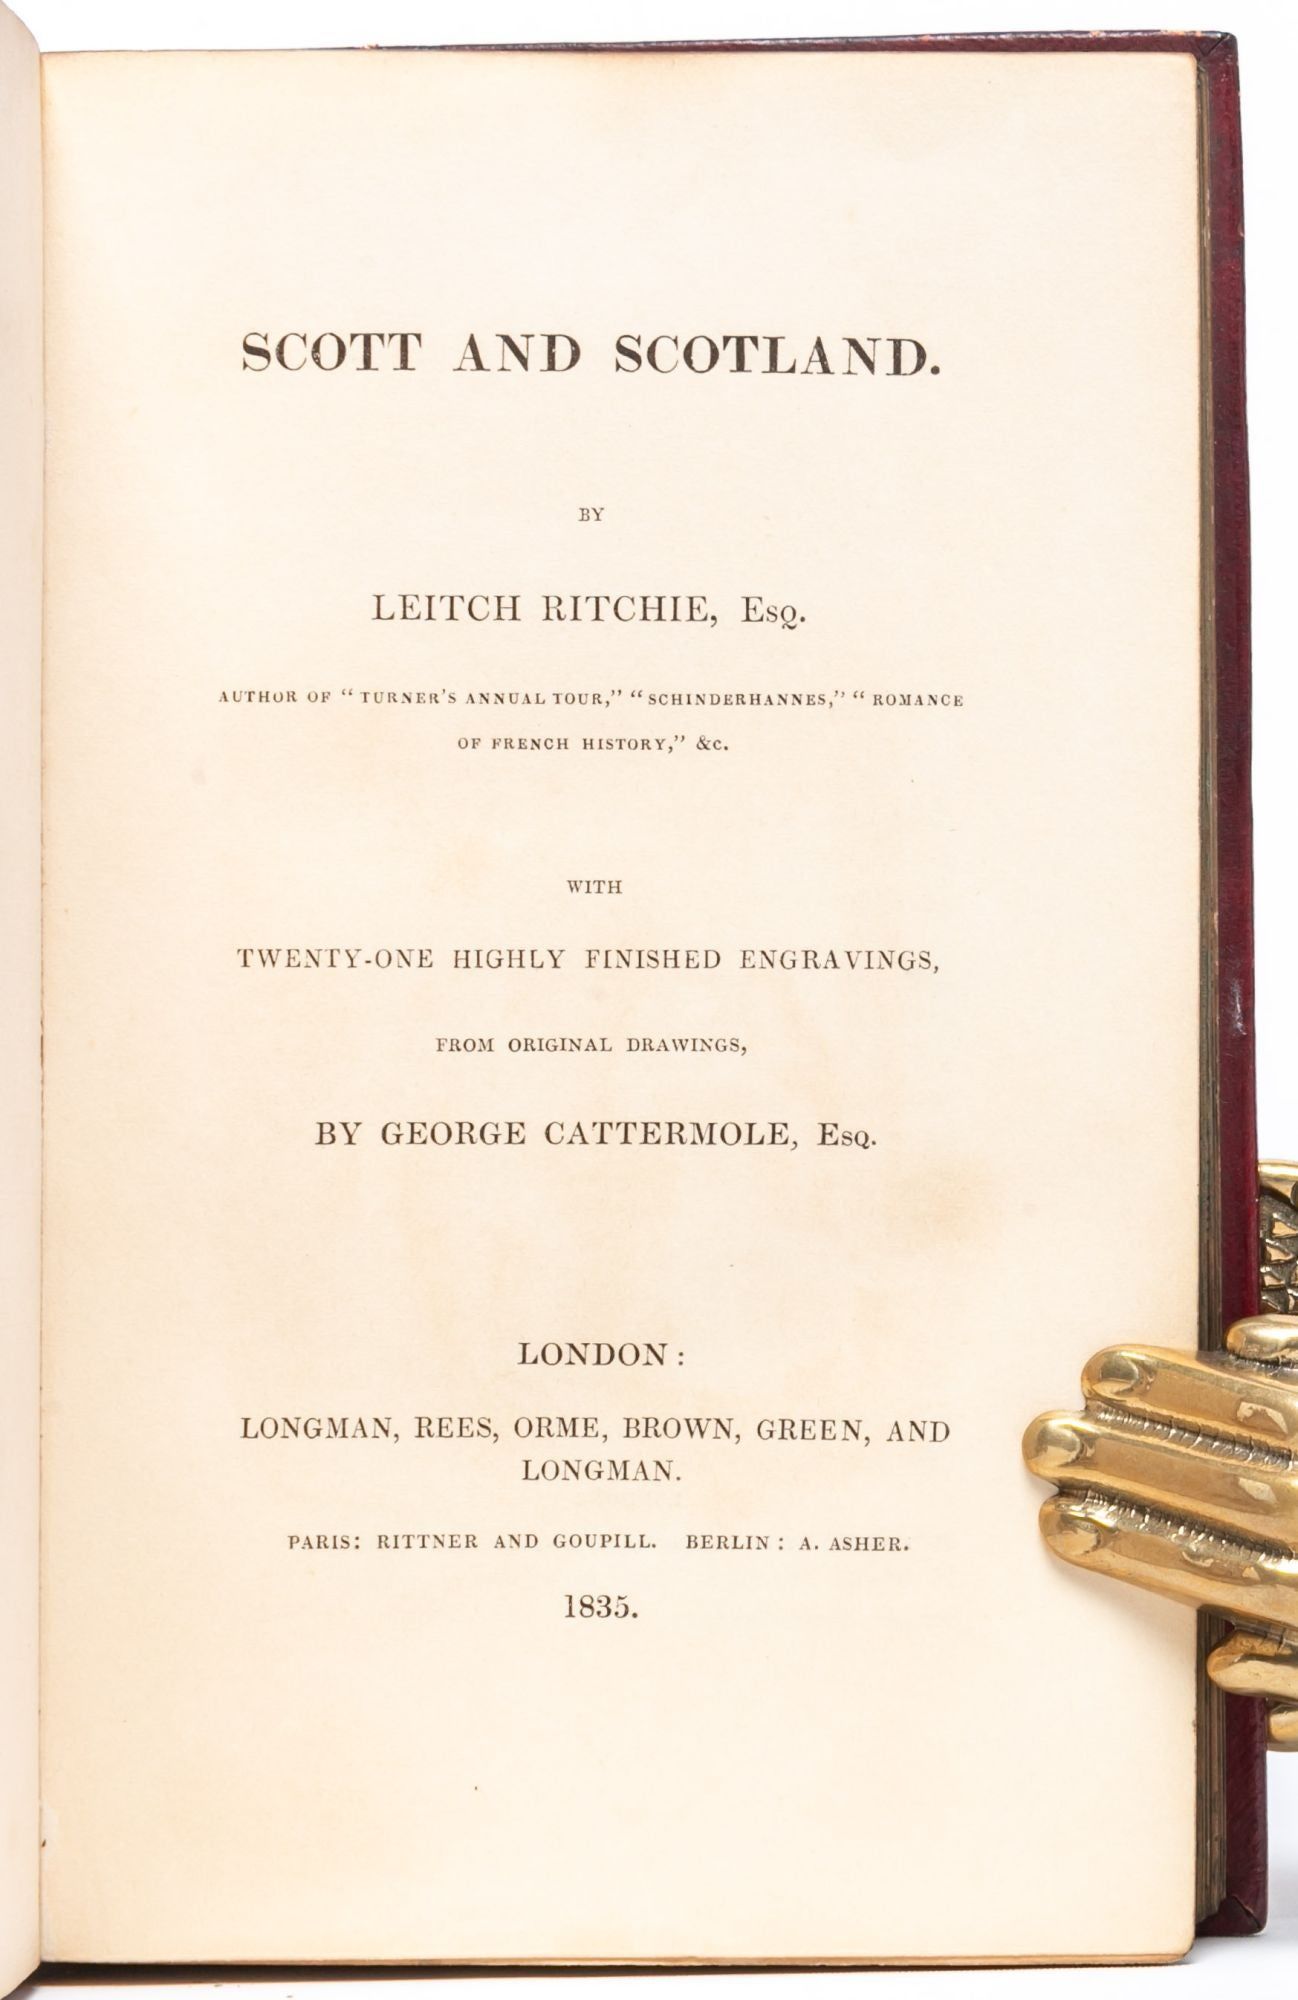 SCOTT AND SCOTLAND.
BY
LEITCH RITCHIE, Esq.
AUTHOR OF “TURNER'S ANNUAL TOUR,” “SCHINDERHANNES,” “ROMANCE
OF FRENCH HISTORY,” &c.
WITH
TWENTY-ONE HIGHLY FINISHED ENGRAVINGS,
FROM ORIGINAL DRAWINGS,
BY GEORGE CATTERMOLE, Esq.
LONDON:
LONGMAN, REES, ORME, BROWN, GREEN, AND
LONGMAN.
PARIS: RITTNER AND GOUPILL. BERLIN: A. ASHER.
1835.